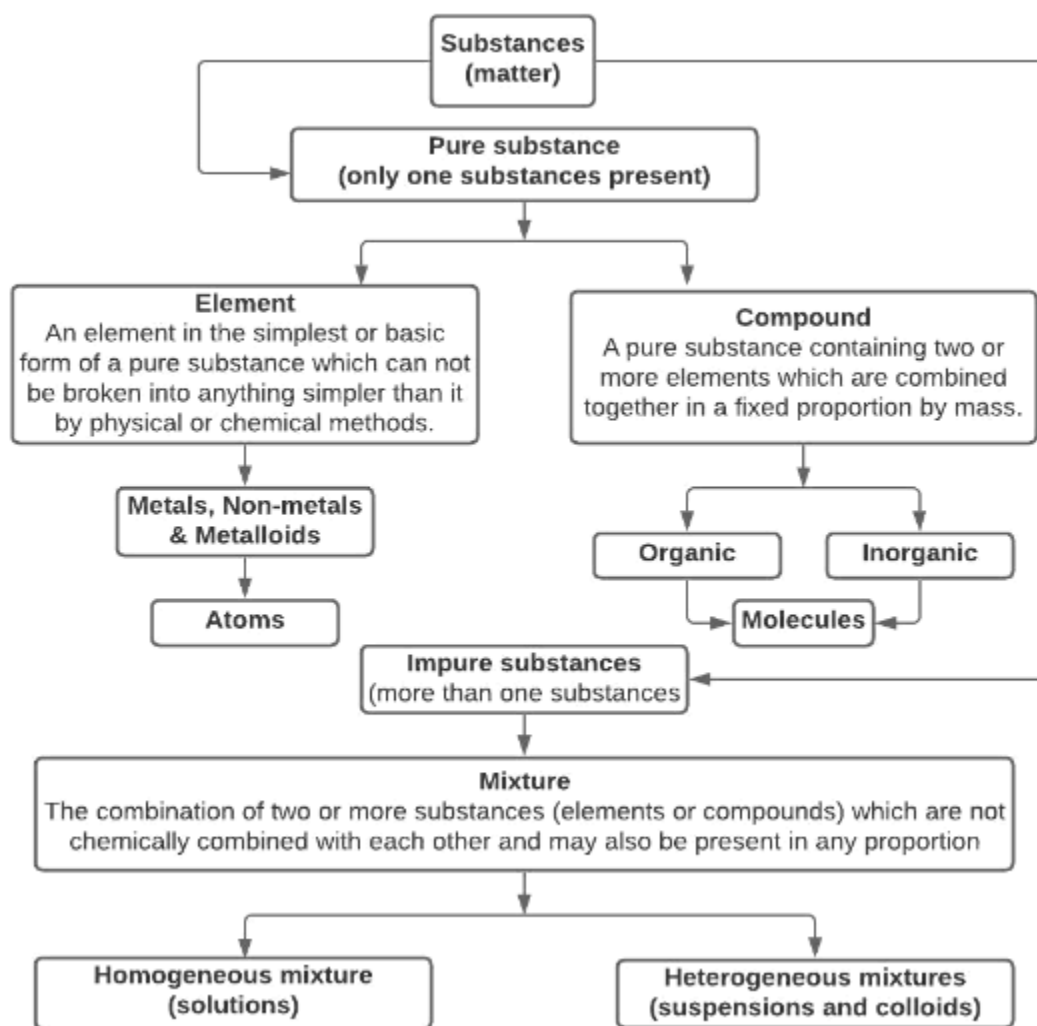 Substances
(matter)
Pure substance
(only one substances present)
Element
An element in the simplest or basic
form of a pure substance which can not
be broken into anything simpler than it
by physical or chemical methods.
Compound
A pure substance containing two or
more elements which are combined
together in a fixed proportion by mass.
Metals, Non-metals
& Metalloids
Organic
Inorganic
Atoms
Molecules
Impure substances
(more than one substances
Mixture
The combination of two or more substances (elements or compounds) which are not
chemically combined with each other and may also be present in any proportion
Homogeneous mixture
(solutions)
Heterogeneous mixtures
(suspensions and colloids)